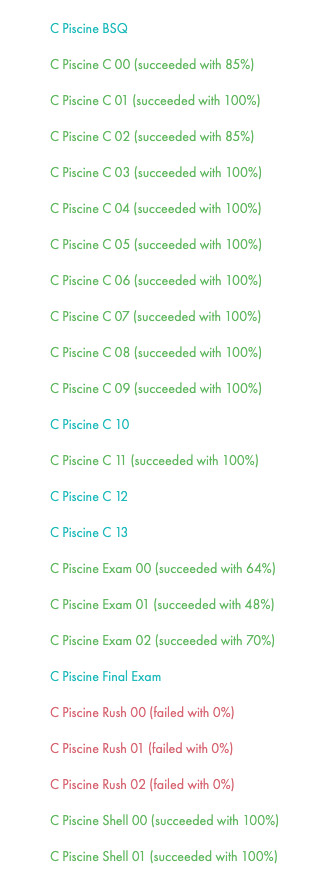 C Piscine BSQ
C Piscine C 00 (succeeded with 85%)
C Piscine C 01 (succeeded with 100%)
C Piscine C 02 (succeeded with 85%)
C Piscine C 03 (succeeded with 100%)
C Piscine C 04 (succeeded with 100%)
C Piscine C 05 (succeeded with 100%)
C Piscine C 06 (succeeded with 100%)
C Piscine C 07 (succeeded with 100%)
C Piscine C 08 (succeeded with 100%)
C Piscine C 09 (succeeded with 100%)
C Piscine C 10
C Piscine C 11 (succeeded with 100%)
C Piscine C 12
C Piscine C 13
C Piscine Exam 00 (succeeded with 64%)
C Piscine Exam 01 (succeeded with 48%)
C Piscine Exam 02 (succeeded with 70%)
C Piscine Final Exam
C Piscine Rush 00 (failed with 0%)
C Piscine Rush 01 (failed with 0%)
C Piscine Rush 02 (failed with 0%)
C Piscine Shell 00 (succeeded with 100%)
C Piscine Shell 01 (succeeded with 100%)